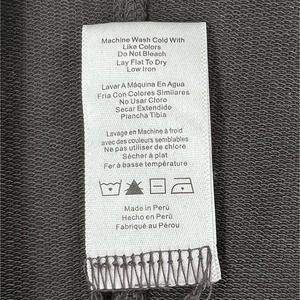 Machine Wash Cold With
Like Colors
Do Not Bleach
Lay Flat To Dry
Low Iron
Lavar A Máquina En Agua
Fria Con Colores Similares
No Usar Cloro
Secar Extendido
Plancha Tibia
Lavage en Machine à froid
avec des couleurs semblables
Ne pas utiliser de chlore
Sécher à plat
Fer à basse température
Made in Perú
Hecho en Perú
Fabriqué au Pérou